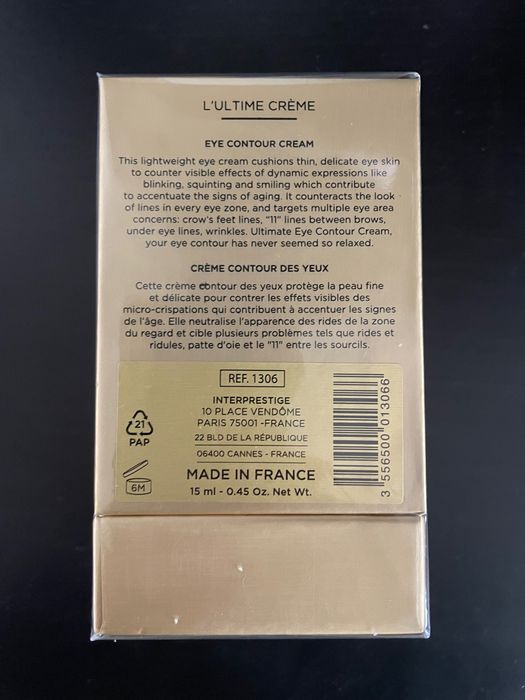 L'ULTIME CRÈME
EYE CONTOUR CREAM
This lightweight eye cream cushions thin, delicate eye skin
to counter visible effects of dynamic expressions like
blinking, squinting and smiling which contribute
to accentuate the signs of aging. It counteracts the look
of lines in every eye zone, and targets multiple eye area
concerns: crow's feet lines, "11" lines between brows,
under eye lines, wrinkles. Ultimate Eye Contour Cream,
your eye contour has never seemed so relaxed.
CRÈME CONTOUR DES YEUX
Cette crème contour des yeux protège la peau fine
et délicate pour contrer les effets visibles des
micro-crispations qui contribuent à accentuer les signes
de l'âge. Elle neutralise l'apparence des rides de la zone
du regard et cible plusieurs problèmes tels que rides et
ridules, patte d'oie et le "11" entre les sourcils.
REF. 1306
INTERPRESTIGE
10 PLACE VENDÔME
PARIS 75001 -FRANCE
22 BLD DE LA RÉPUBLIQUE
06400 CANNES - FRANCE
MADE IN FRANCE
15 ml - 0.45 Oz. Net Wt.
21
PAP
6M
3 556500 013066